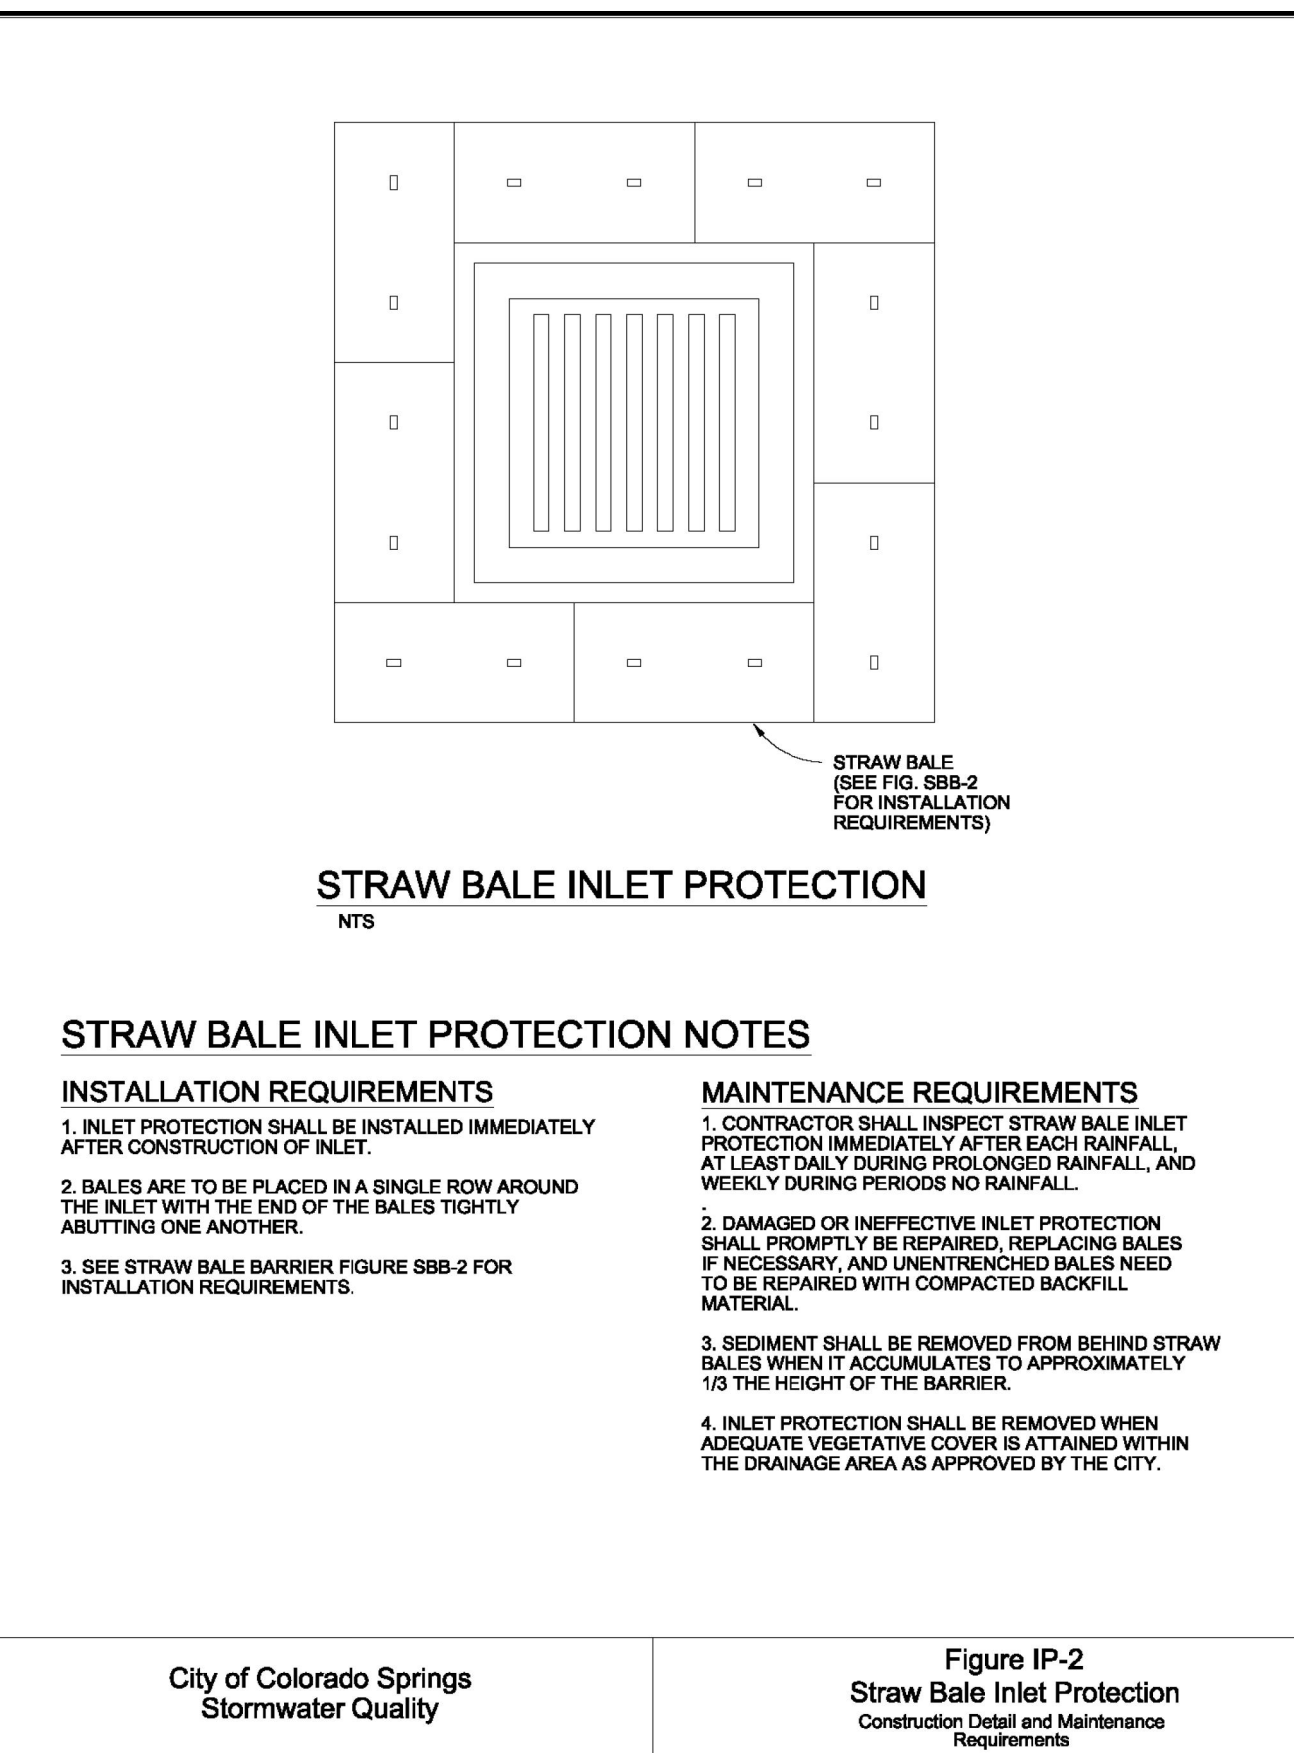 STRAW BALE
(SEE FIG. SBB-2
FOR INSTALLATION
REQUIREMENTS)
STRAW BALE INLET PROTECTION
NTS
STRAW BALE INLET PROTECTION NOTES
INSTALLATION REQUIREMENTS
1. INLET PROTECTION SHALL BE INSTALLED IMMEDIATELY
AFTER CONSTRUCTION OF INLET.
2. BALES ARE TO BE PLACED IN A SINGLE ROW AROUND
THE INLET WITH THE END OF THE BALES TIGHTLY
ABUTTING ONE ANOTHER.
3. SEE STRAW BALE BARRIER FIGURE SBB-2 FOR
INSTALLATION REQUIREMENTS.
MAINTENANCE REQUIREMENTS
1. CONTRACTOR SHALL INSPECT STRAW BALE INLET
PROTECTION IMMEDIATELY AFTER EACH RAINFALL,
AT LEAST DAILY DURING PROLONGED RAINFALL, AND
WEEKLY DURING PERIODS NO RAINFALL.
.
2. DAMAGED OR INEFFECTIVE INLET PROTECTION
SHALL PROMPTLY BE REPAIRED, REPLACING BALES
IF NECESSARY, AND UNENTRENCHED BALES NEED
TO BE REPAIRED WITH COMPACTED BACKFILL
MATERIAL.
3. SEDIMENT SHALL BE REMOVED FROM BEHIND STRAW
BALES WHEN IT ACCUMULATES TO APPROXIMATELY
1/3 THE HEIGHT OF THE BARRIER.
4. INLET PROTECTION SHALL BE REMOVED WHEN
ADEQUATE VEGETATIVE COVER IS ATTAINED WITHIN
THE DRAINAGE AREA AS APPROVED BY THE CITY.
City of Colorado Springs
Stormwater Quality
Figure IP-2
Straw Bale Inlet Protection
Construction Detail and Maintenance
Requirements